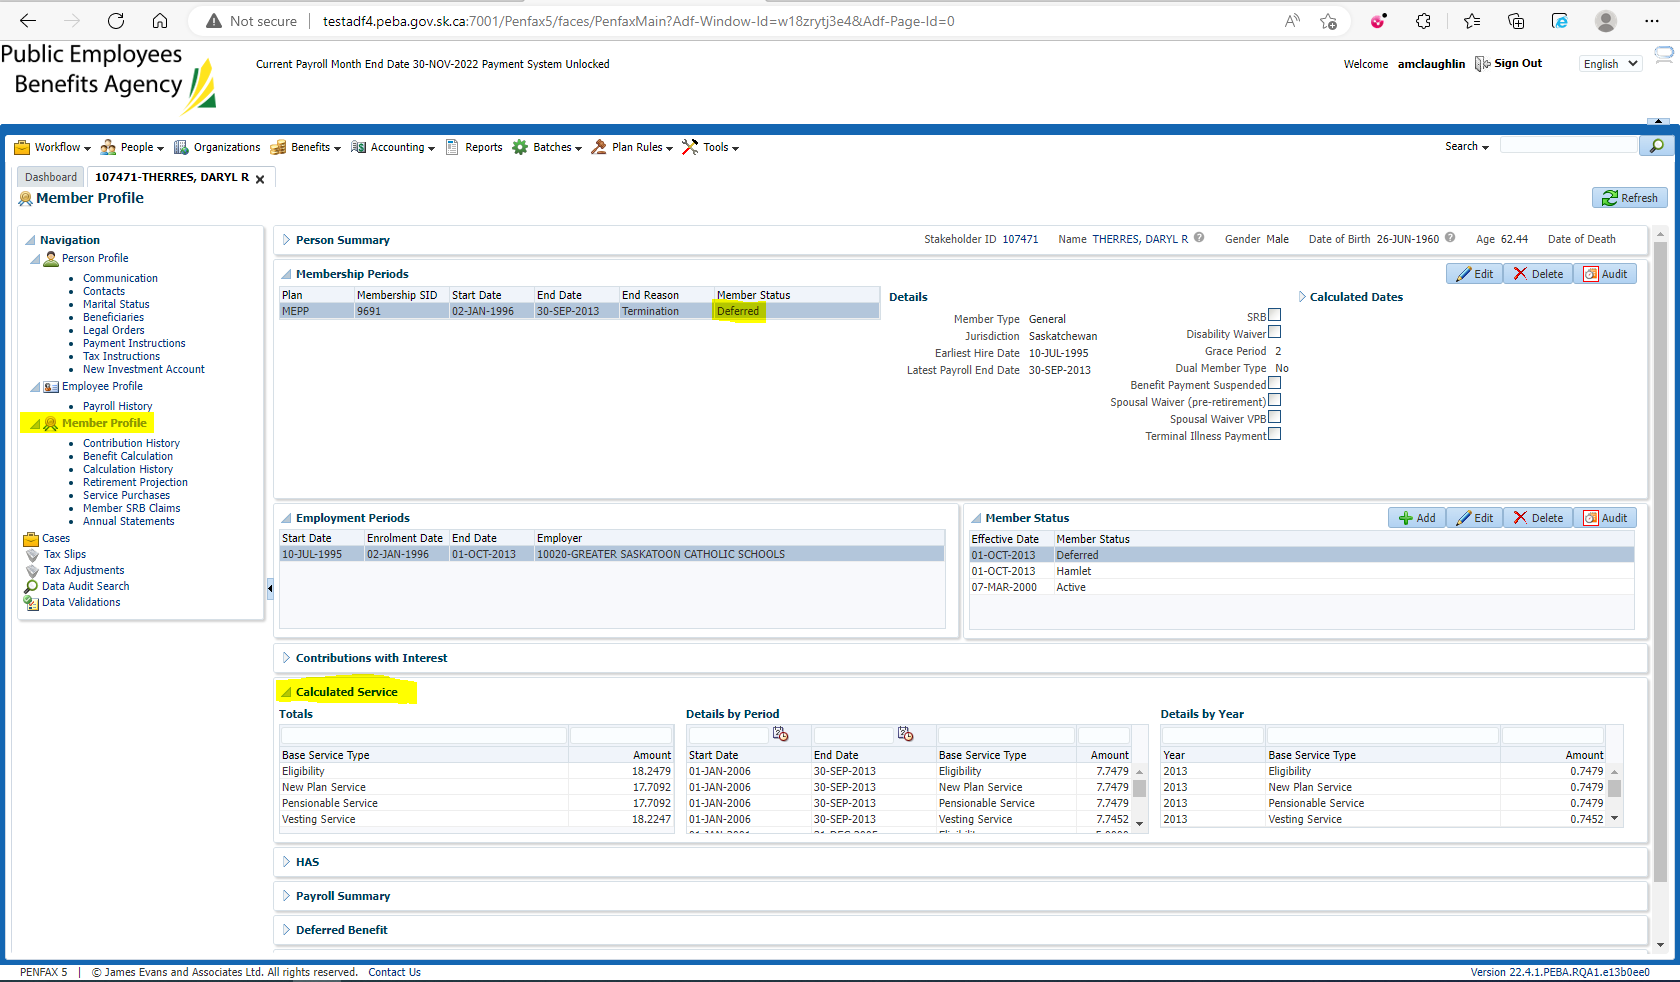 Not secure testadf4.peba.gov.sk.ca:7001/Penfax5/faces/PenfaxMain?Adf-Window-Id=w18zrytj3e4&Adf-Page-Id=0
Public Employees
Benefits Agency
Current Payroll Month End Date 30-NOV-2022 Payment System Unlocked
Welcome amclaughlin Sign Out English
Workflow People Organizations Benefits Accounting Reports Batches Plan Rules Tools Search
Dashboard 107471-THERRES, DARYL R
Member Profile Refresh
Navigation
Person Profile
Communication
Contacts
Marital Status
Beneficiaries
Legal Orders
Payment Instructions
Tax Instructions
New Investment Account
Employee Profile
Payroll History
Member Profile
Contribution History
Benefit Calculation
Calculation History
Retirement Projection
Service Purchases
Member SRB Claims
Annual Statements
Cases
Tax Slips
Tax Adjustments
Data Audit Search
Data Validations
Person Summary Stakeholder ID 107471 Name THERRES, DARYL R Gender Male Date of Birth 26-JUN-1960 Age 62.44 Date of Death
Membership Periods Edit Delete Audit
Plan Membership SID Start Date End Date End Reason Member Status
MEPP 9691 02-JAN-1996 30-SEP-2013 Termination Deferred
Details
Member Type General
Jurisdiction Saskatchewan
Earliest Hire Date 10-JUL-1995
Latest Payroll End Date 30-SEP-2013
SRB
Disability Waiver
Grace Period 2
Dual Member Type No
Benefit Payment Suspended
Spousal Waiver (pre-retirement)
Spousal Waiver VPB
Terminal Illness Payment
Calculated Dates
Employment Periods
Start Date Enrolment Date End Date Employer
10-JUL-1995 02-JAN-1996 01-OCT-2013 10020-GREATER SASKATOON CATHOLIC SCHOOLS
Member Status Add Edit Delete Audit
Effective Date Member Status
01-OCT-2013 Deferred
01-OCT-2013 Hamlet
07-MAR-2000 Active
Contributions with Interest
Calculated Service
Totals
Base Service Type Amount
Eligibility 18.2479
New Plan Service 17.7092
Pensionable Service 17.7092
Vesting Service 18.2247
Details by Period
Start Date End Date Base Service Type Amount
01-JAN-2006 30-SEP-2013 Eligibility 7.7479
01-JAN-2006 30-SEP-2013 New Plan Service 7.7479
01-JAN-2006 30-SEP-2013 Pensionable Service 7.7479
01-JAN-2006 30-SEP-2013 Vesting Service 7.7452
Details by Year
Year Base Service Type Amount
2013 Eligibility 0.7479
2013 New Plan Service 0.7479
2013 Pensionable Service 0.7479
2013 Vesting Service 0.7452
HAS
Payroll Summary
Deferred Benefit
PENFAX 5 | © James Evans and Associates Ltd. All rights reserved. Contact Us Version 22.4.1.PEBA.RQA1.e13b0ee0